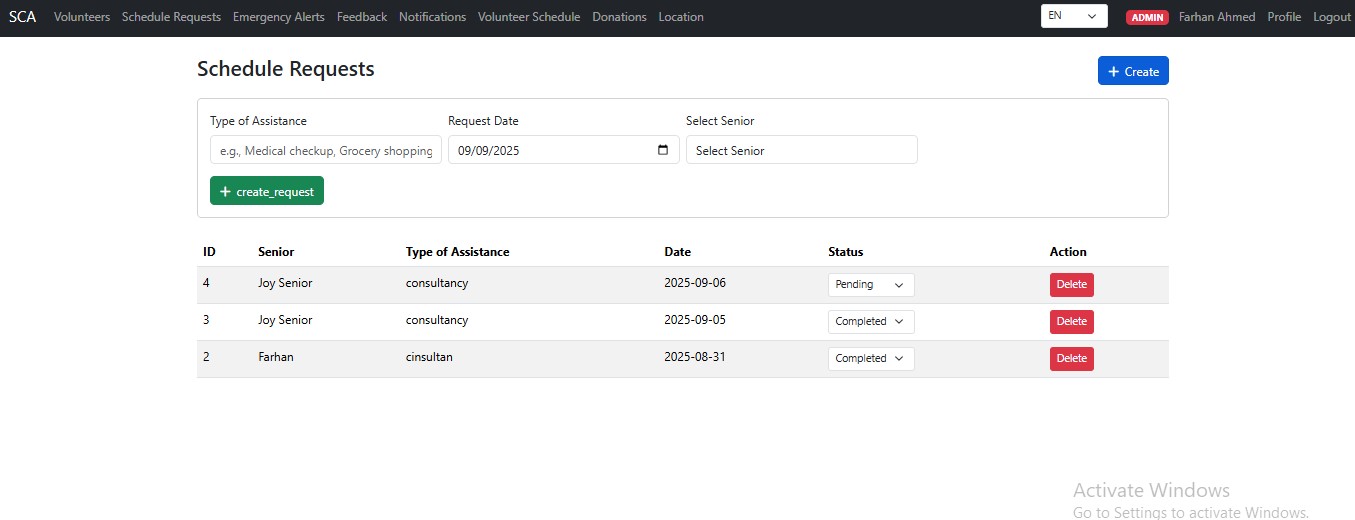 SCA Volunteers Schedule Requests Emergency Alerts Feedback Notifications Volunteer Schedule Donations Location EN ADMIN Farhan Ahmed Profile Logout
Schedule Requests + Create
Type of Assistance Request Date Select Senior
e.g., Medical checkup, Grocery shopping 09/09/2025 Select Senior
+ create_request
ID Senior Type of Assistance Date Status Action
4 Joy Senior consultancy 2025-09-06 Pending Delete
3 Joy Senior consultancy 2025-09-05 Completed Delete
2 Farhan cinsultan 2025-08-31 Completed Delete
Activate Windows
Go to Settings to activate Windows.